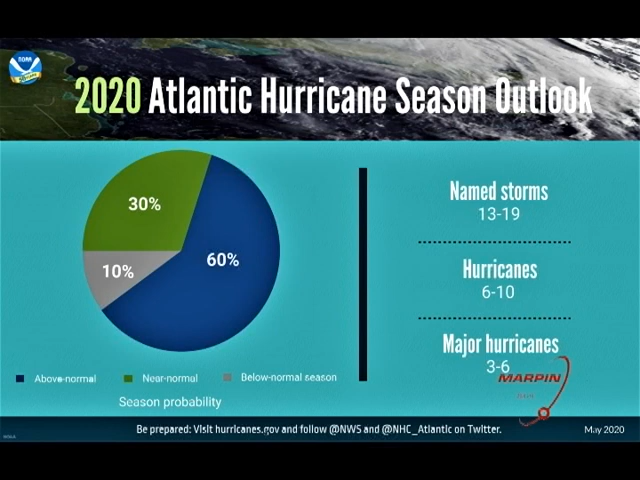 NOAA
2020 Atlantic Hurricane Season Outlook
30%
10%
60%
Named storms
13-19
Hurricanes
6-10
Major hurricanes
3-6
MARPIN
Above-normal
Near-normal
Below-normal season
Season probability
Be prepared: Visit hurricanes.gov and follow @NWS and @NHC_Atlantic on Twitter.
May 2020